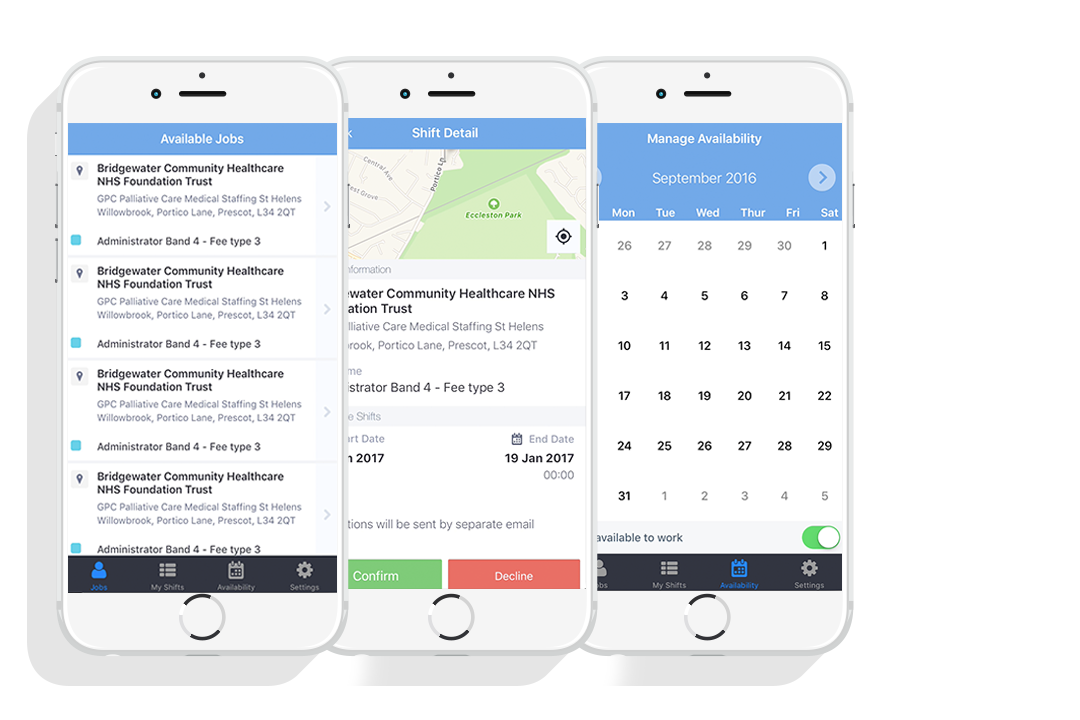 Available Jobs
Bridgewater Community Healthcare
NHS Foundation Trust
GPC Palliative Care Medical Staffing St Helens
Willowbrook, Portico Lane, Prescot, L34 2QT
Administrator Band 4 - Fee type 3
Bridgewater Community Healthcare
NHS Foundation Trust
GPC Palliative Care Medical Staffing St Helens
Willowbrook, Portico Lane, Prescot, L34 2QT
Administrator Band 4 - Fee type 3
Bridgewater Community Healthcare
NHS Foundation Trust
GPC Palliative Care Medical Staffing St Helens
Willowbrook, Portico Lane, Prescot, L34 2QT
Administrator Band 4 - Fee type 3
Bridgewater Community Healthcare
NHS Foundation Trust
GPC Palliative Care Medical Staffing St Helens
Willowbrook, Portico Lane, Prescot, L34 2QT
Administrator Band 4 - Fee type 3
Jobs My Shifts Availability Settings
k Shift Detail
Central Ave
Portico Ln
est Grove
Eccleston Park
nformation
ewater Community Healthcare NHS
ation Trust
lliative Care Medical Staffing St Helens
rook, Portico Lane, Prescot, L34 2QT
me
istrator Band 4 - Fee type 3
e Shifts
art Date End Date
n 2017 19 Jan 2017
00:00
tions will be sent by separate email
Confirm Decline
Manage Availability
September 2016
Mon Tue Wed Thur Fri Sat
26 27 28 29 30 1
3 4 5 6 7 8
10 11 12 13 14 15
17 18 19 20 21 22
24 25 26 27 28 29
31 1 2 3 4 5
available to work
obs My Shifts Availability Settings